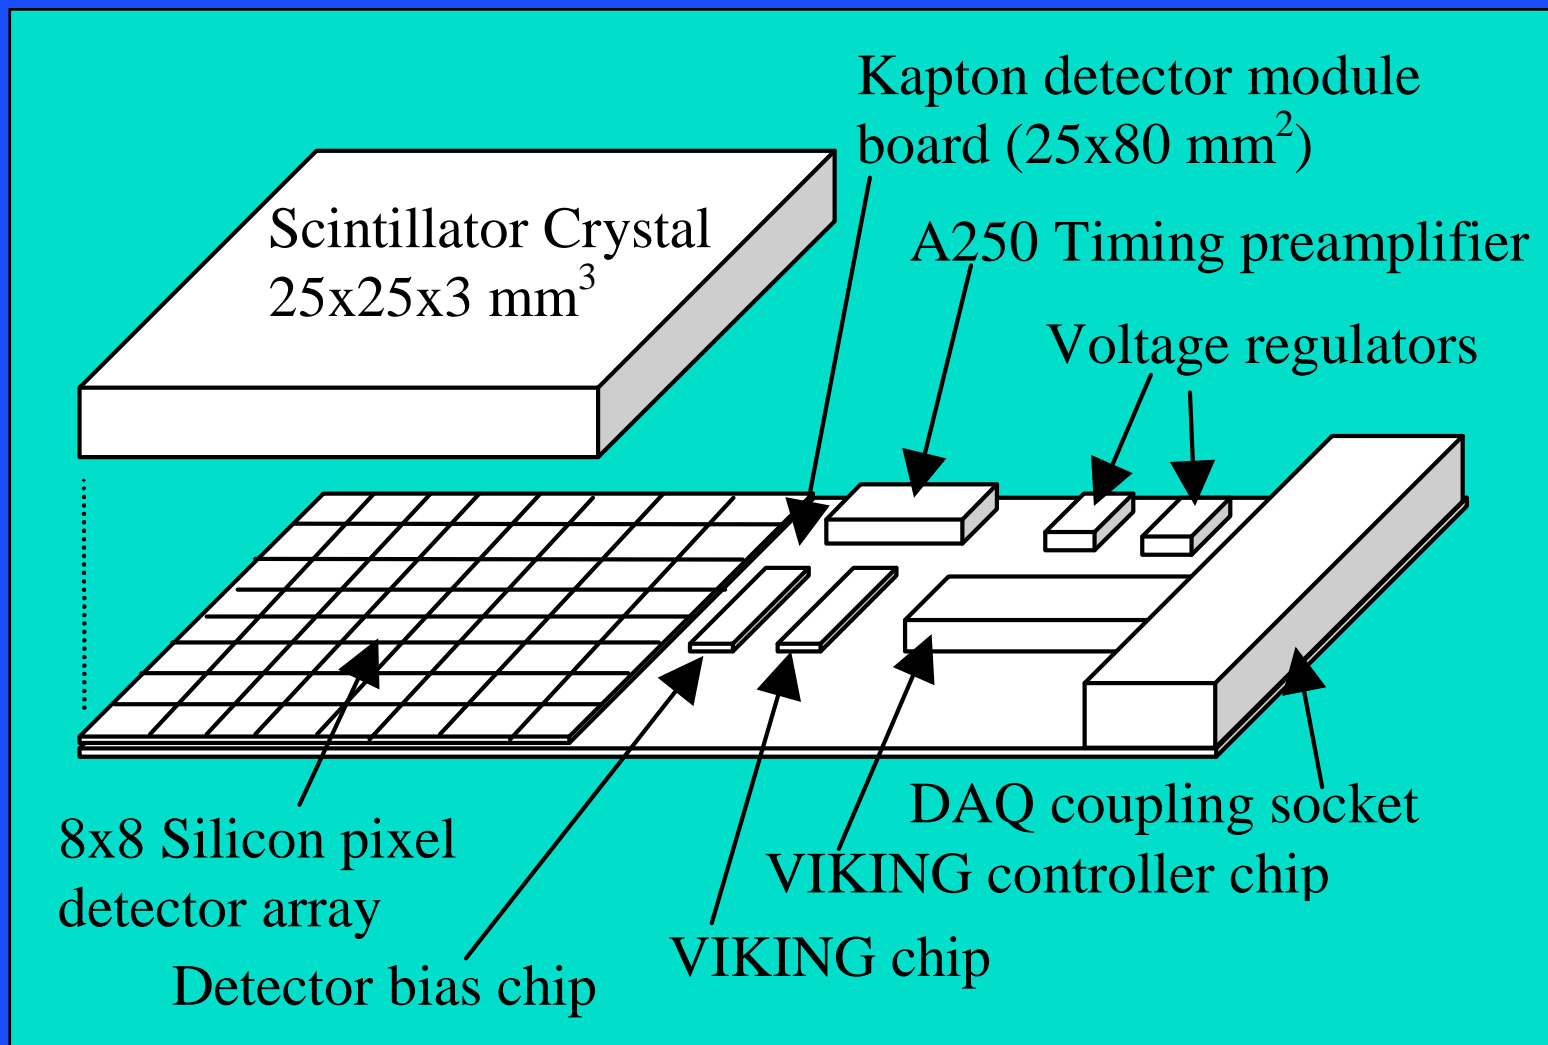 Kapton detector module
board (25x80 mm²)
Scintillator Crystal
25x25x3 mm³
A250 Timing preamplifier
Voltage regulators
DAQ coupling socket
8x8 Silicon pixel
detector array
VIKING controller chip
VIKING chip
Detector bias chip